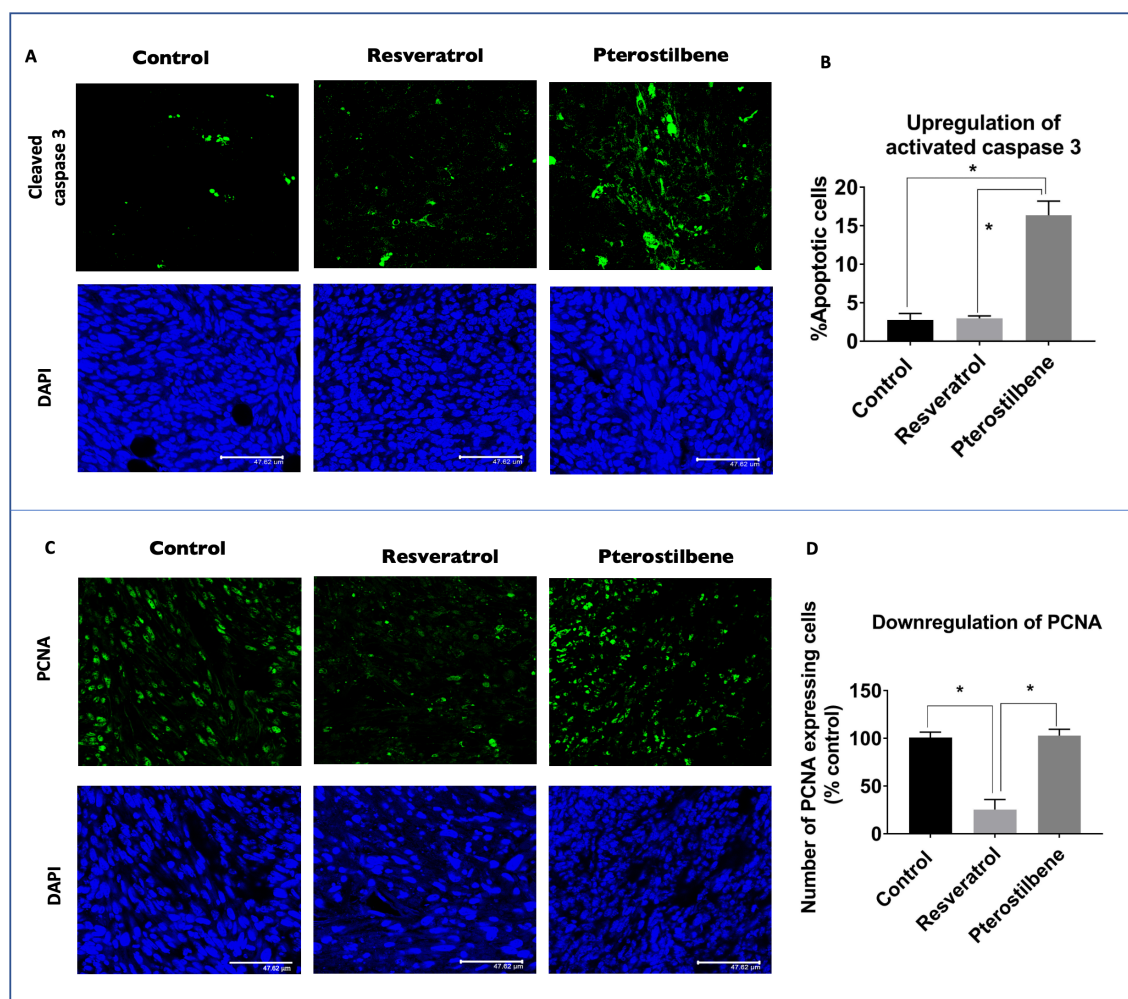 A
Control
Resveratrol
Pterostilbene
Cleaved
caspase 3
DAPI
47.62 um
47.62 um
47.62 um
B
Upregulation of
activated caspase 3
%Apoptotic cells
20
15
10
5
0
*
*
Control
Resveratrol
Pterostilbene
C
Control
Resveratrol
Pterostilbene
PCNA
DAPI
47.62 µm
47.62 µm
47.62 µm
D
Downregulation of PCNA
Number of PCNA expressing cells
(% control)
150
100
50
0
*
*
Control
Resveratrol
Pterostilbene